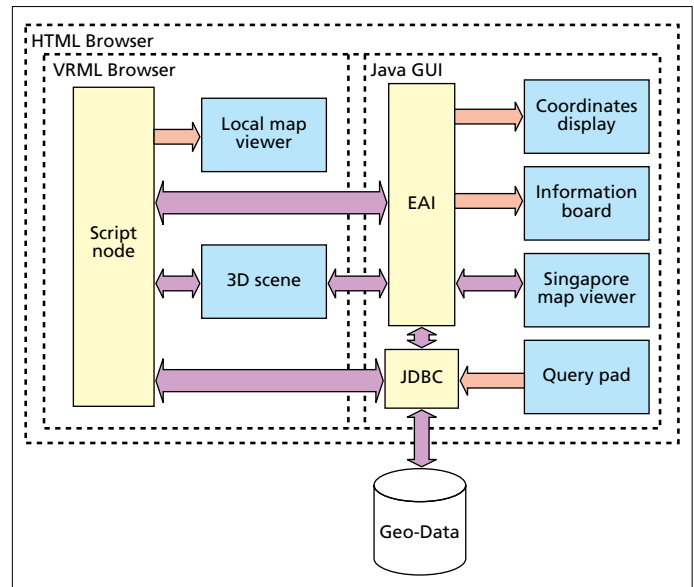 HTML Browser
VRML Browser
Java GUI
Local map
viewer
Script
node
3D scene
EAI
JDBC
Coordinates
display
Information
board
Singapore
map viewer
Query pad
Geo-Data